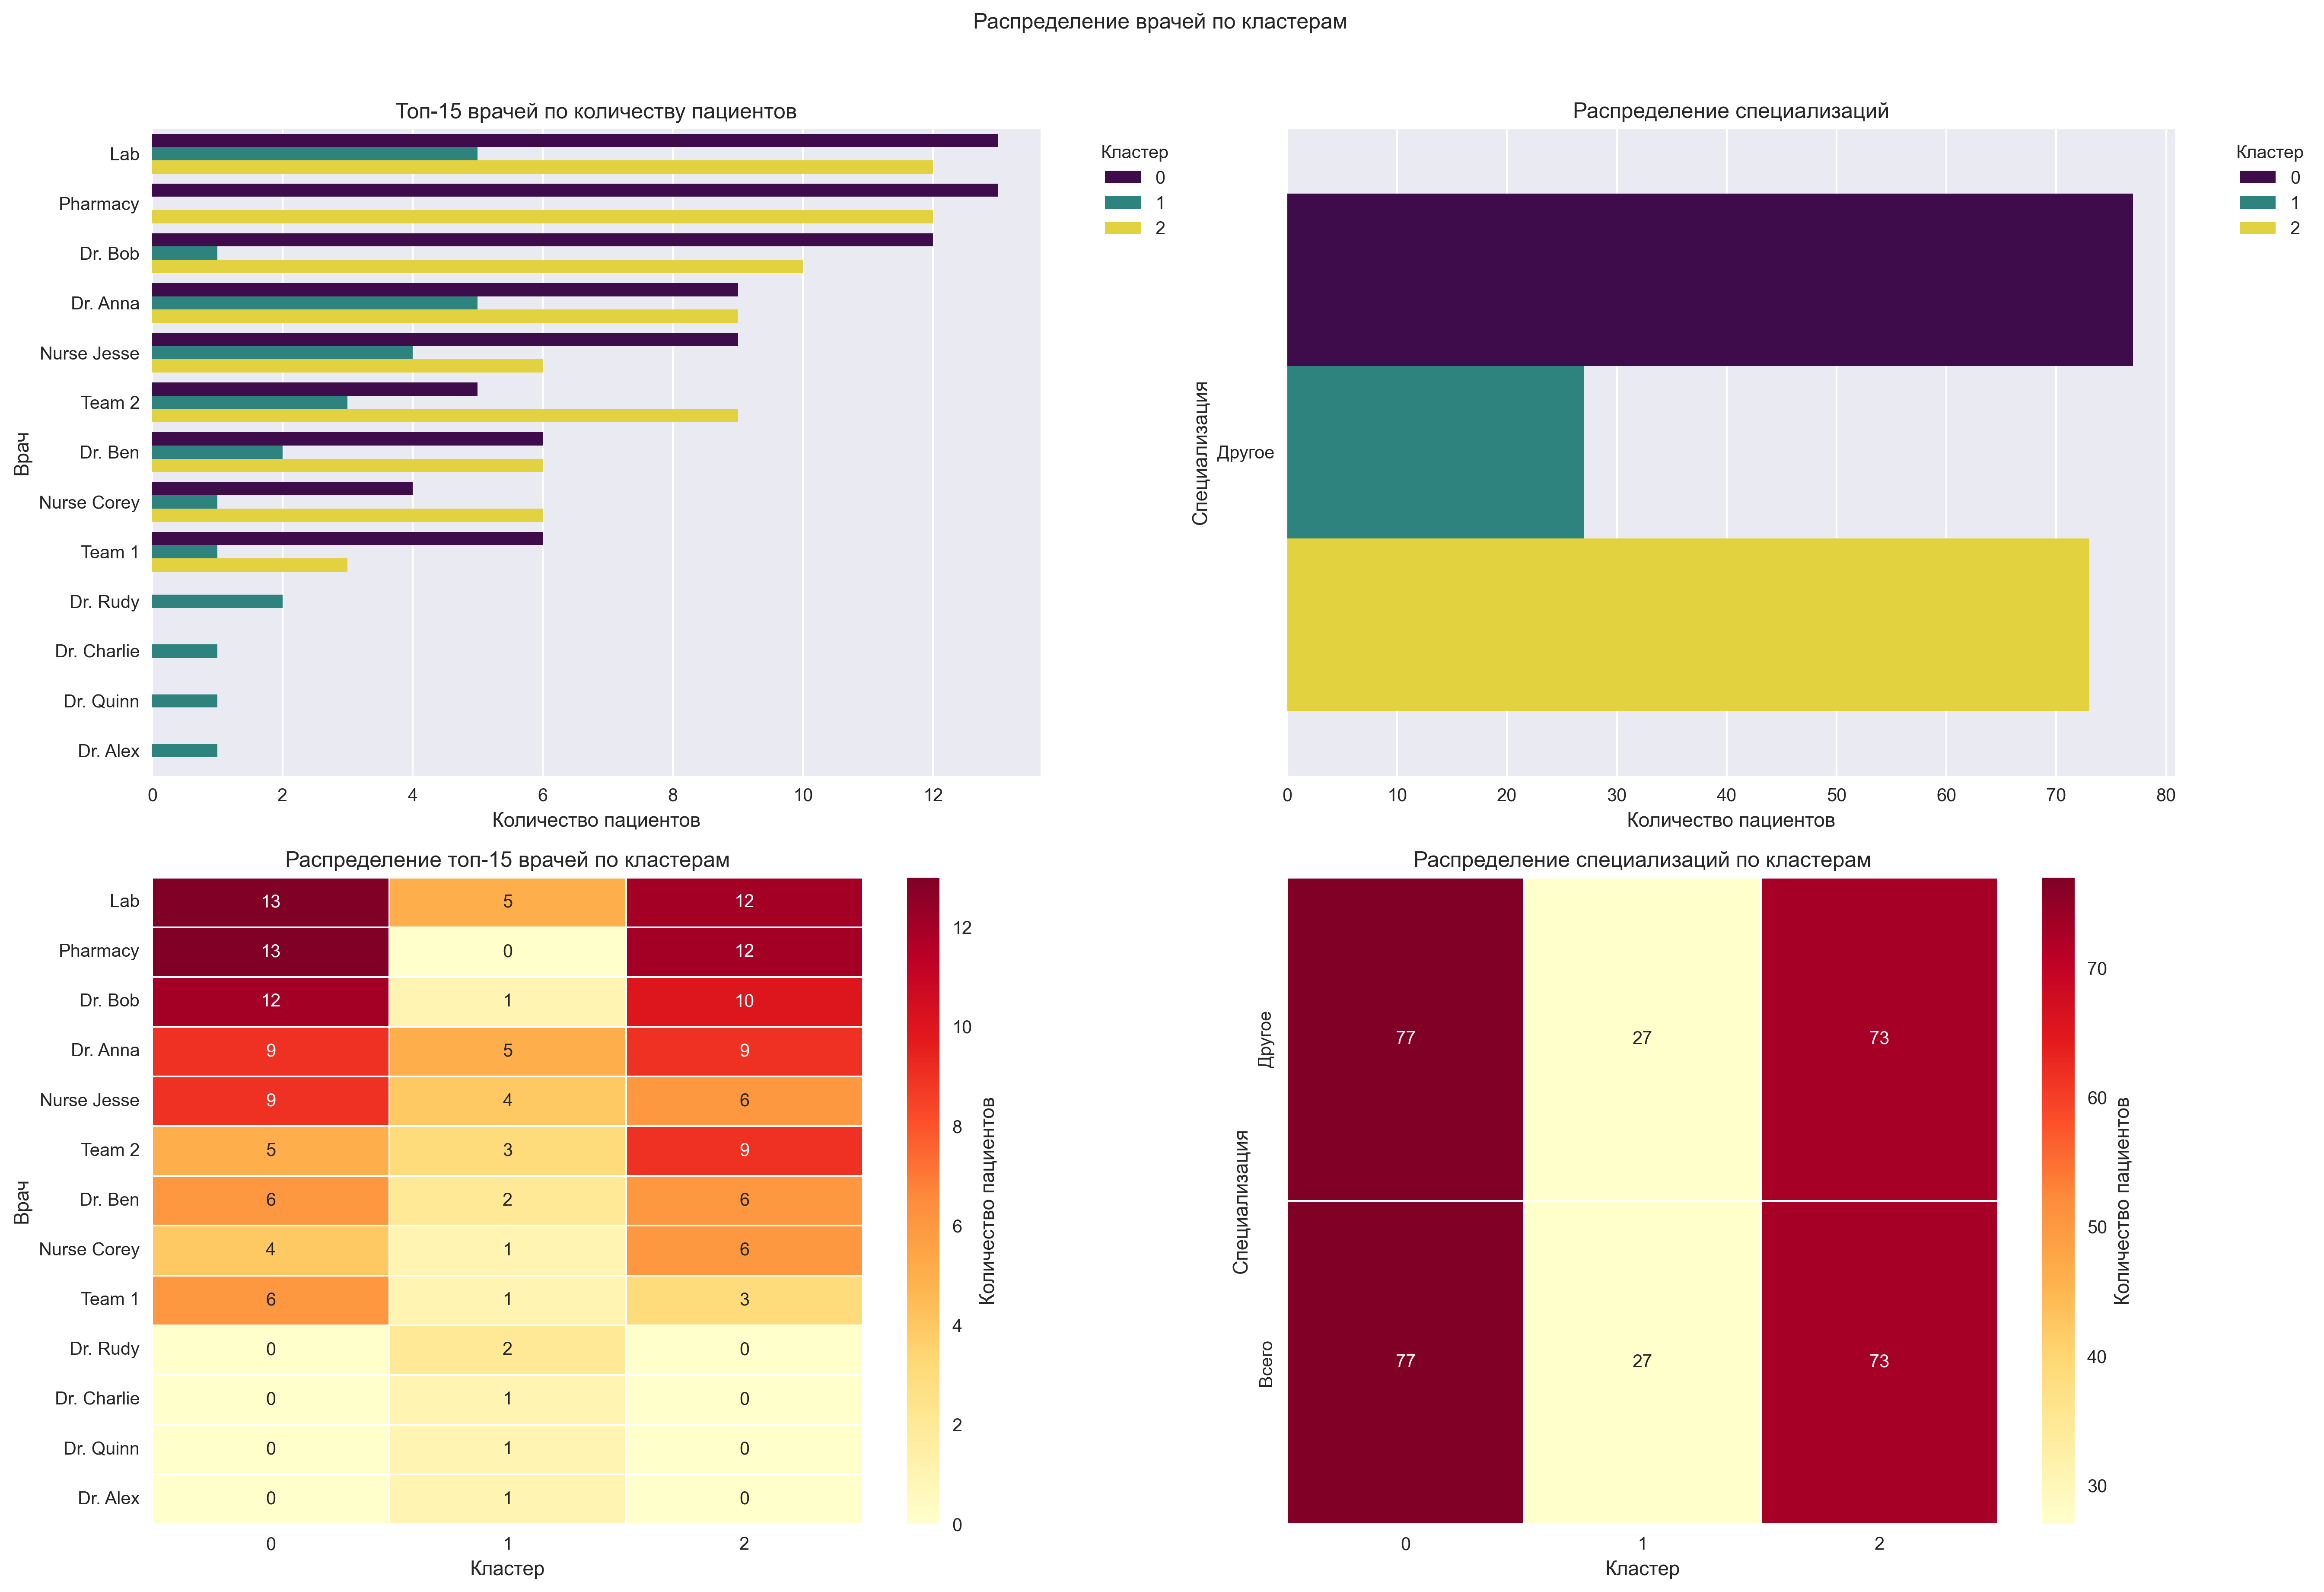 Распределение врачей по кластерам
Топ-15 врачей по количеству пациентов
Врач
Lab
Pharmacy
Dr. Bob
Dr. Anna
Nurse Jesse
Team 2
Dr. Ben
Nurse Corey
Team 1
Dr. Rudy
Dr. Charlie
Dr. Quinn
Dr. Alex
0 2 4 6 8 10 12
Количество пациентов
Кластер
0
1
2
Распределение специализаций
Специализация
Другое
0 10 20 30 40 50 60 70 80
Количество пациентов
Кластер
0
1
2
Распределение топ-15 врачей по кластерам
Врач
Lab 13 5 12
Pharmacy 13 0 12
Dr. Bob 12 1 10
Dr. Anna 9 5 9
Nurse Jesse 9 4 6
Team 2 5 3 9
Dr. Ben 6 2 6
Nurse Corey 4 1 6
Team 1 6 1 3
Dr. Rudy 0 2 0
Dr. Charlie 0 1 0
Dr. Quinn 0 1 0
Dr. Alex 0 1 0
0 1 2
Кластер
12
10
8
6
4
2
0
Количество пациентов
Распределение специализаций по кластерам
Специализация
Другое 77 27 73
Всего 77 27 73
0 1 2
Кластер
70
60
50
40
30
Количество пациентов